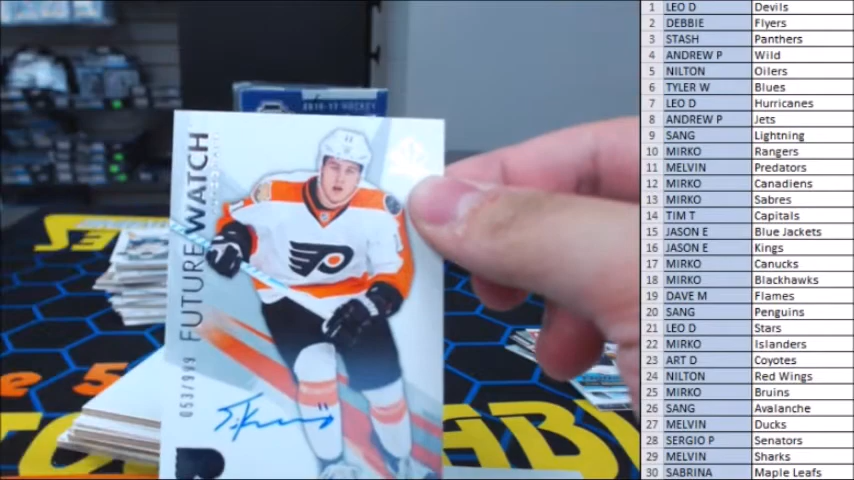 2016-17 HOCKEY
FUTURE WATCH
053/999
1 LEO D Devils
2 DEBBIE Flyers
3 STASH Panthers
4 ANDREW P Wild
5 NILTON Oilers
6 TYLER W Blues
7 LEO D Hurricanes
8 ANDREW P Jets
9 SANG Lightning
10 MIRKO Rangers
11 MELVIN Predators
12 MIRKO Canadiens
13 MIRKO Sabres
14 TIM T Capitals
15 JASON E Blue Jackets
16 JASON E Kings
17 MIRKO Canucks
18 MIRKO Blackhawks
19 DAVE M Flames
20 SANG Penguins
21 LEO D Stars
22 MIRKO Islanders
23 ART D Coyotes
24 NILTON Red Wings
25 MIRKO Bruins
26 SANG Avalanche
27 MELVIN Ducks
28 SERGIO P Senators
29 MELVIN Sharks
30 SABRINA Maple Leafs